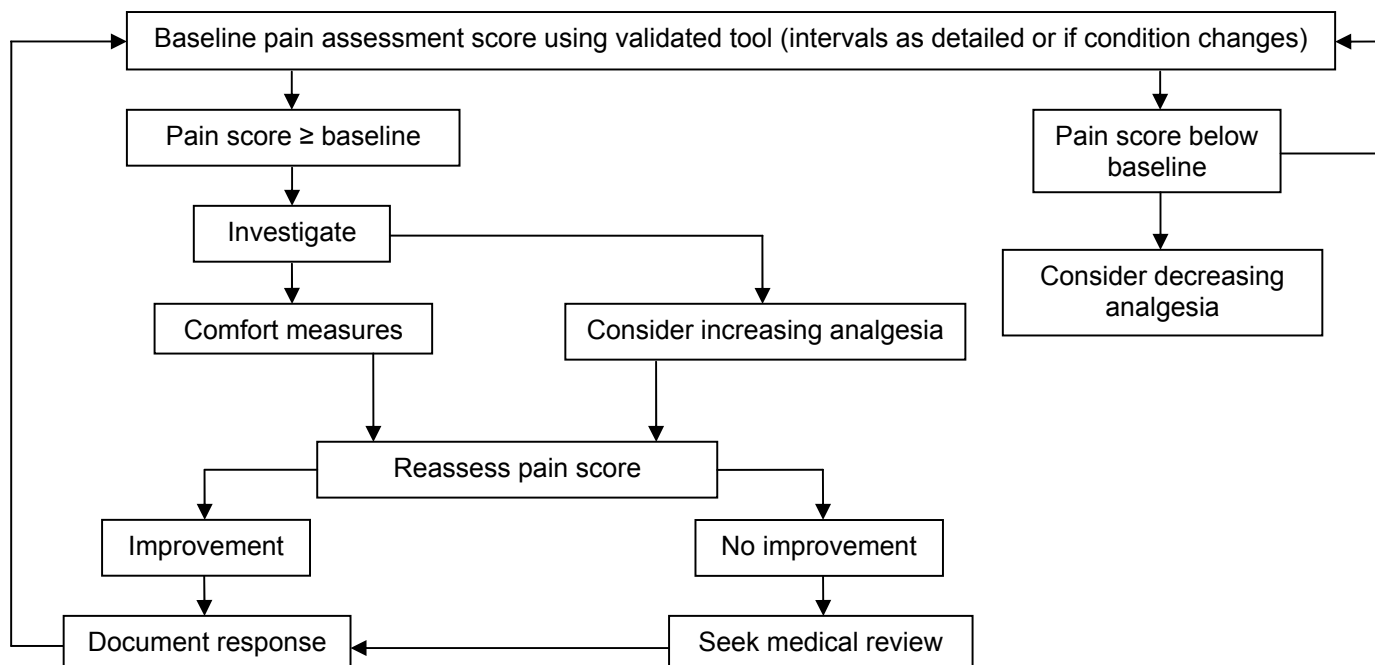 Baseline pain assessment score using validated tool (intervals as detailed or if condition changes)
Pain score ≥ baseline
Pain score below
baseline
Investigate
Consider decreasing
analgesia
Comfort measures
Consider increasing analgesia
Reassess pain score
Improvement
No improvement
Document response
Seek medical review